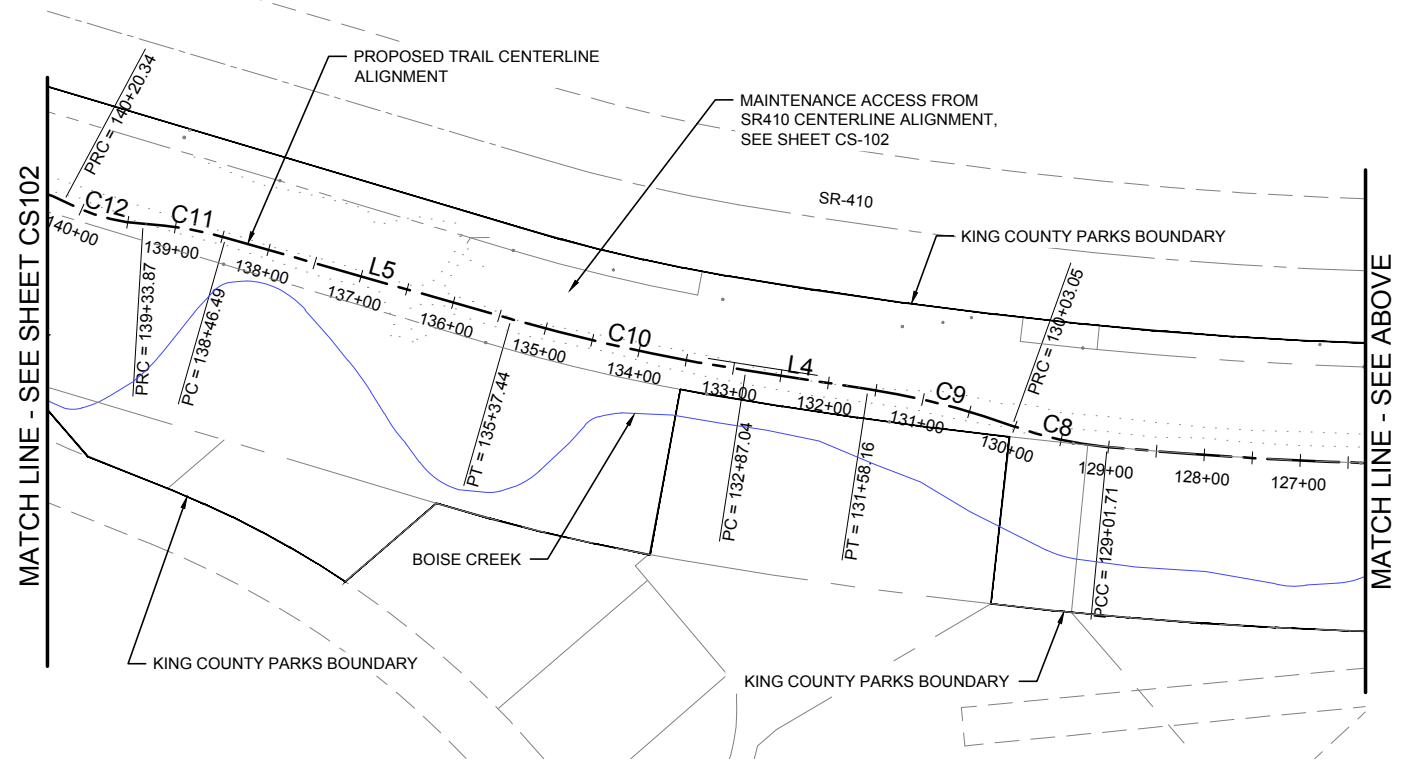 PROPOSED TRAIL CENTERLINE
ALIGNMENT
MAINTENANCE ACCESS FROM
SR410 CENTERLINE ALIGNMENT,
SEE SHEET CS-102
SR-410
KING COUNTY PARKS BOUNDARY
MATCH LINE - SEE SHEET CS102
MATCH LINE - SEE ABOVE
PRC = 140+20.34
C12
C11
L5
C10
L4
C9
C8
140+00
139+00
138+00
137+00
136+00
135+00
134+00
133+00
132+00
131+00
130+00
129+00
128+00
127+00
PRC = 139+33.87
PC = 138+46.49
PT = 135+37.44
PC = 132+87.04
PT = 131+58.16
PRC = 130+03.05
PCC = 129+01.71
BOISE CREEK
KING COUNTY PARKS BOUNDARY
KING COUNTY PARKS BOUNDARY